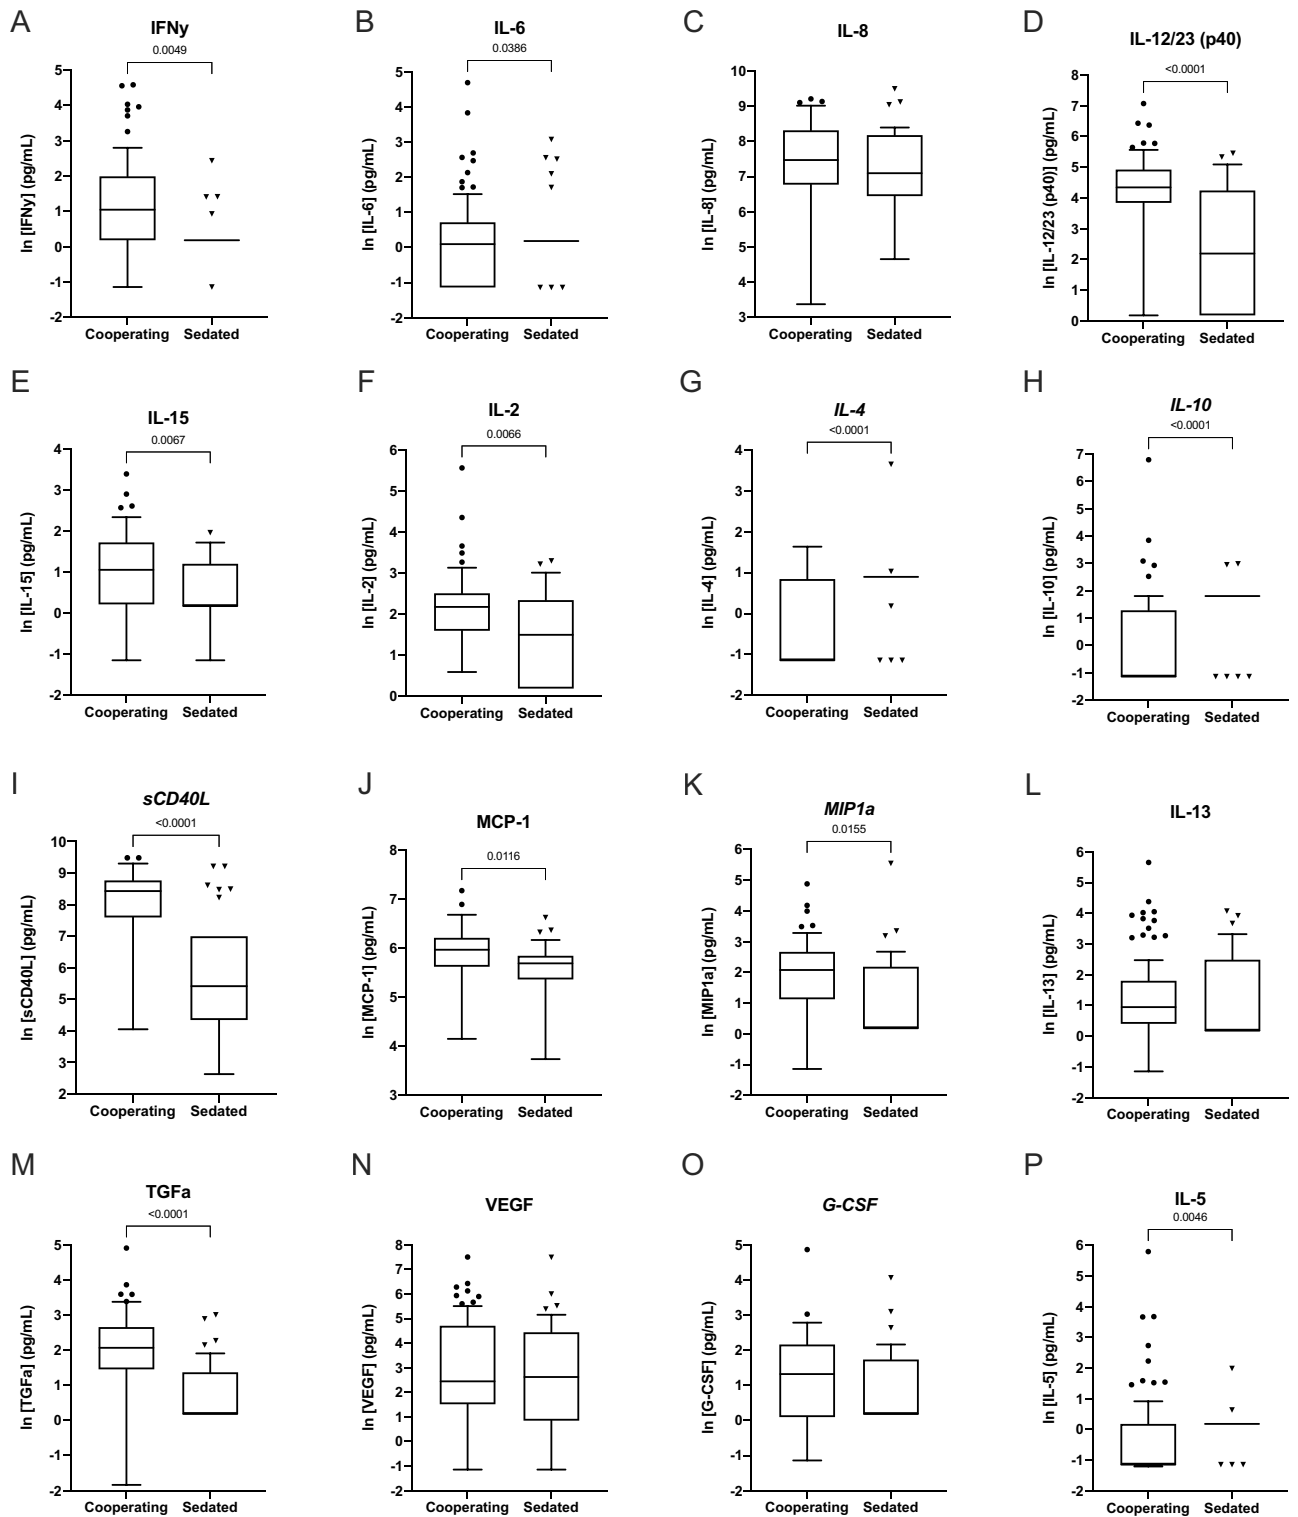 A
IFNy
0.0049
ln [IFNy] (pg/mL)
5
4
3
2
1
0
-1
-2
Cooperating Sedated
B
IL-6
0.0386
ln [IL-6] (pg/mL)
5
4
3
2
1
0
-1
-2
Cooperating Sedated
C
IL-8
ln [IL-8] (pg/mL)
10
9
8
7
6
5
4
3
Cooperating Sedated
D
IL-12/23 (p40)
<0.0001
ln [IL-12/23 (p40)] (pg/mL)
8
7
6
5
4
3
2
1
0
Cooperating Sedated
E
IL-15
0.0067
ln [IL-15] (pg/mL)
4
3
2
1
0
-1
-2
Cooperating Sedated
F
IL-2
0.0066
ln [IL-2] (pg/mL)
6
5
4
3
2
1
0
Cooperating Sedated
G
IL-4
<0.0001
ln [IL-4] (pg/mL)
4
3
2
1
0
-1
-2
Cooperating Sedated
H
IL-10
<0.0001
ln [IL-10] (pg/mL)
7
6
5
4
3
2
1
0
-1
-2
Cooperating Sedated
I
sCD40L
<0.0001
ln [sCD40L] (pg/mL)
10
9
8
7
6
5
4
3
2
Cooperating Sedated
J
MCP-1
0.0116
ln [MCP-1] (pg/mL)
8
7
6
5
4
3
Cooperating Sedated
K
MIP1a
0.0155
ln [MIP1a] (pg/mL)
6
5
4
3
2
1
0
-1
-2
Cooperating Sedated
L
IL-13
ln [IL-13] (pg/mL)
6
5
4
3
2
1
0
-1
-2
Cooperating Sedated
M
TGFa
<0.0001
ln [TGFa] (pg/mL)
5
4
3
2
1
0
-1
-2
Cooperating Sedated
N
VEGF
ln [VEGF] (pg/mL)
8
7
6
5
4
3
2
1
0
-1
-2
Cooperating Sedated
O
G-CSF
ln [G-CSF] (pg/mL)
5
4
3
2
1
0
-1
-2
Cooperating Sedated
P
IL-5
0.0046
ln [IL-5] (pg/mL)
6
5
4
3
2
1
0
-1
-2
Cooperating Sedated